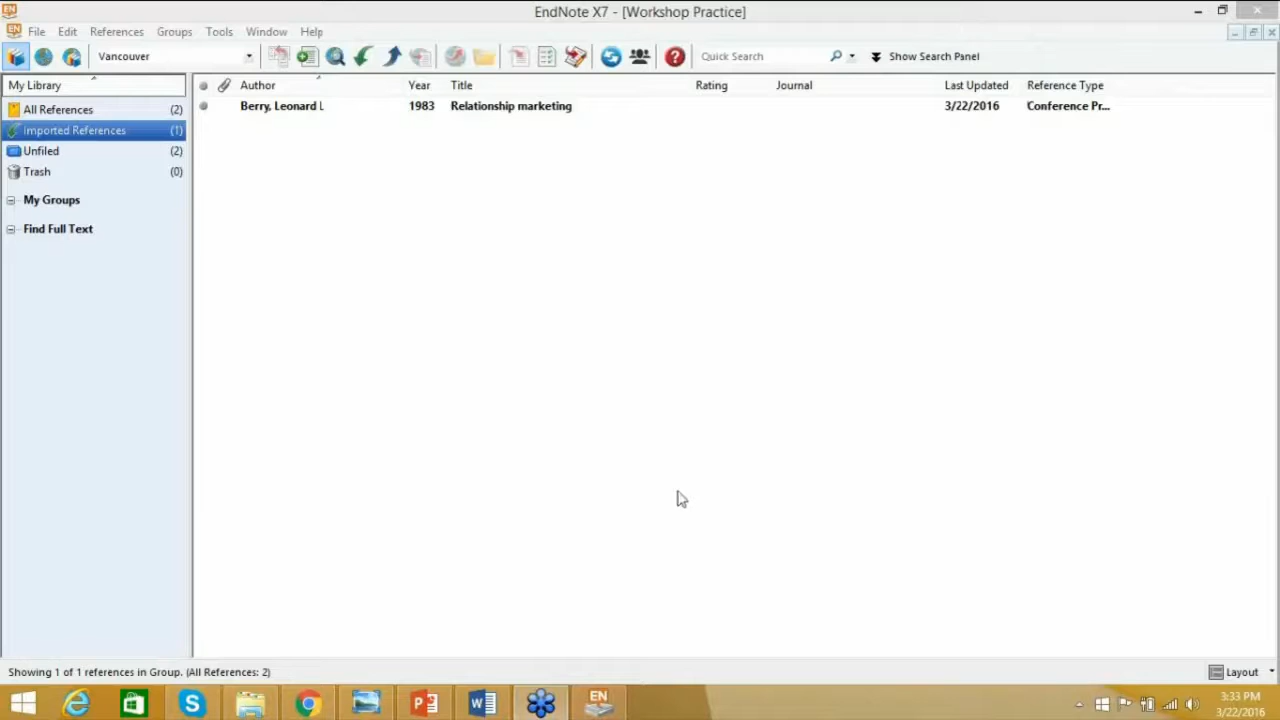 EN EndNote X7 - [Workshop Practice]
EN File Edit References Groups Tools Window Help
Vancouver Quick Search Show Search Panel
My Library Author Year Title Rating Journal Last Updated Reference Type
All References (2) Berry, Leonard L 1983 Relationship marketing 3/22/2016 Conference Pr...
Imported References (1)
Unfiled (2)
Trash (0)
My Groups
Find Full Text
Showing 1 of 1 references in Group. (All References: 2) Layout
EN 3:33 PM
3/22/2016